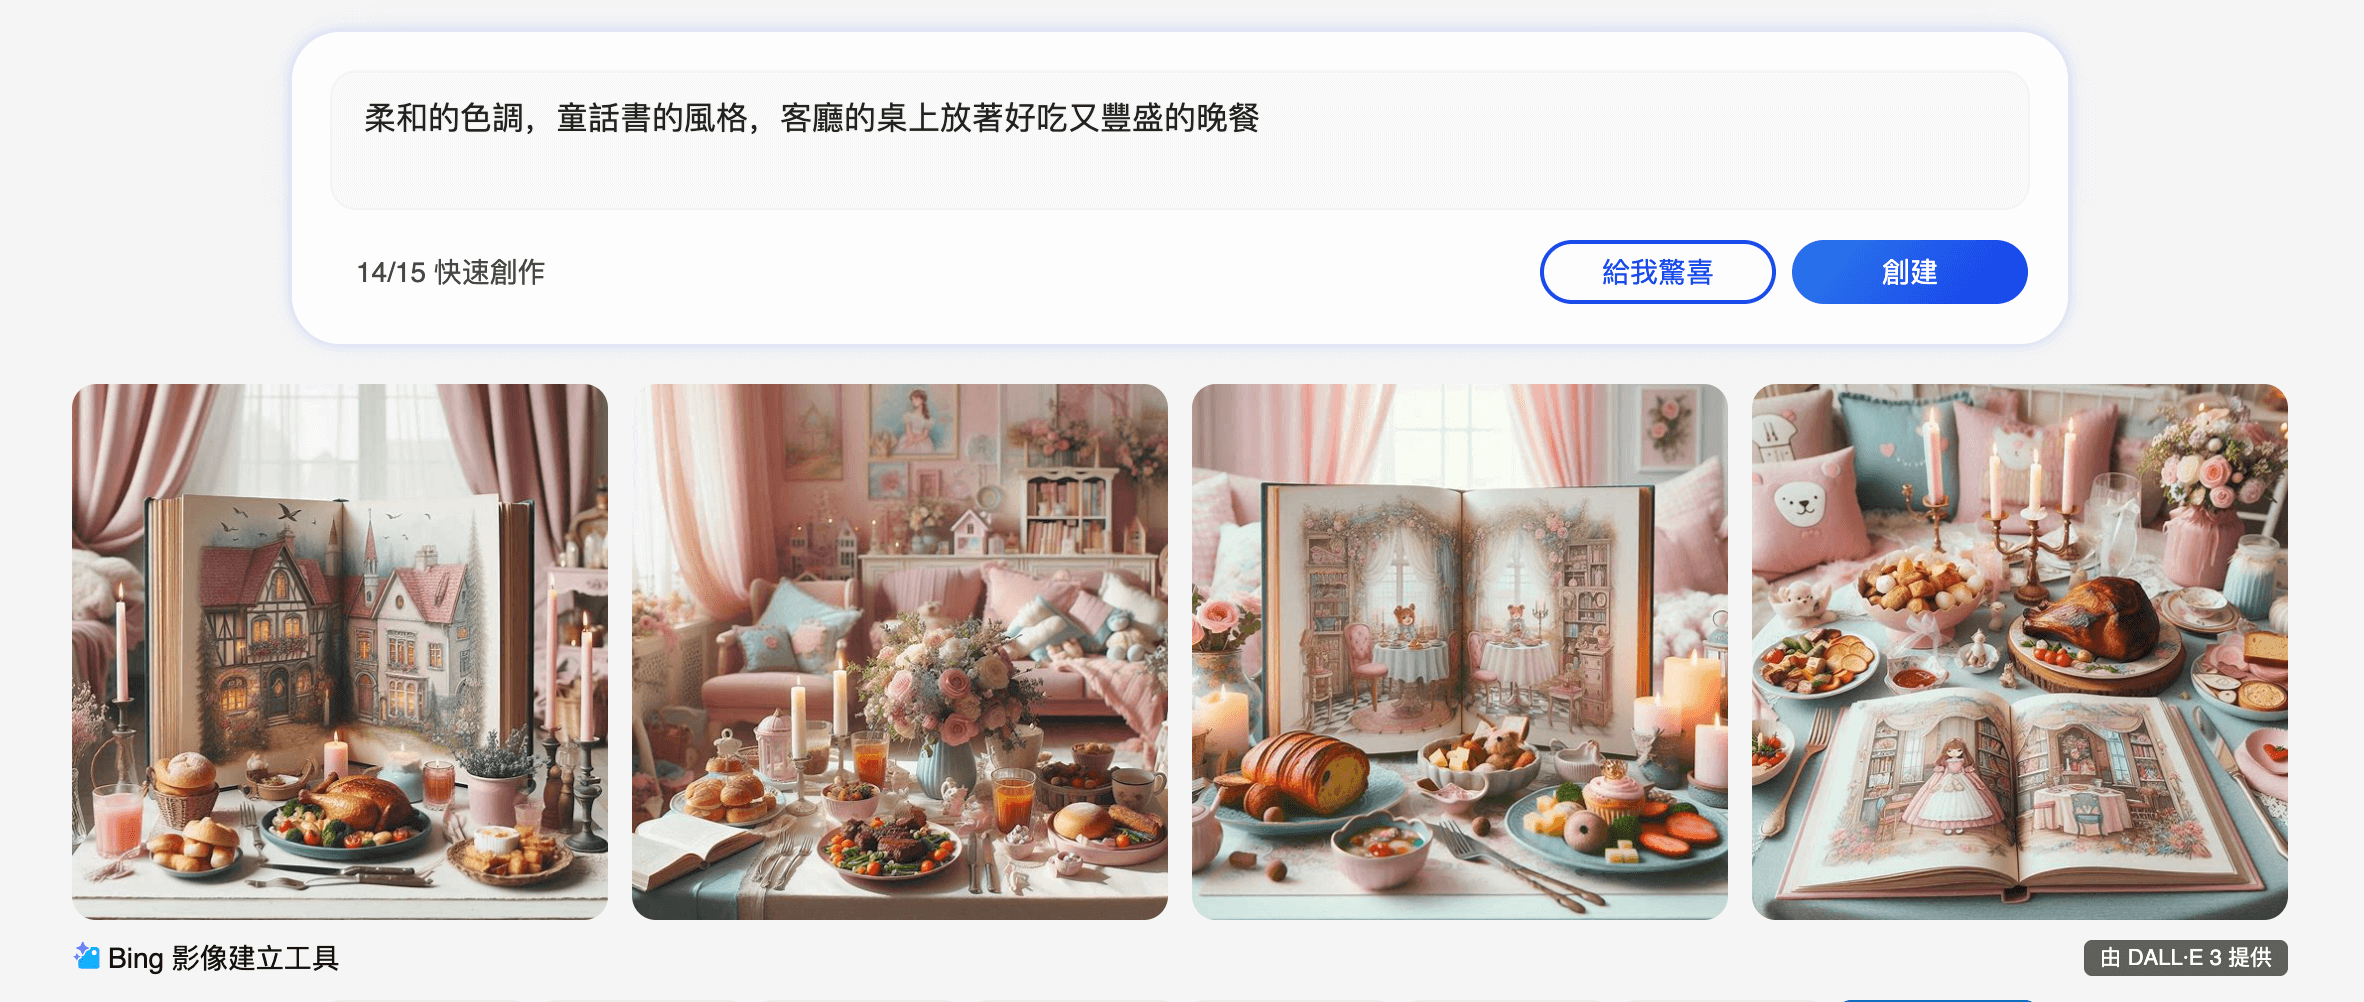 柔和的色調，童話書的風格，客廳的桌上放著好吃又豐盛的晚餐
14/15 快速創作
給我驚喜
創建
Bing 影像建立工具
由 DALL·E 3 提供